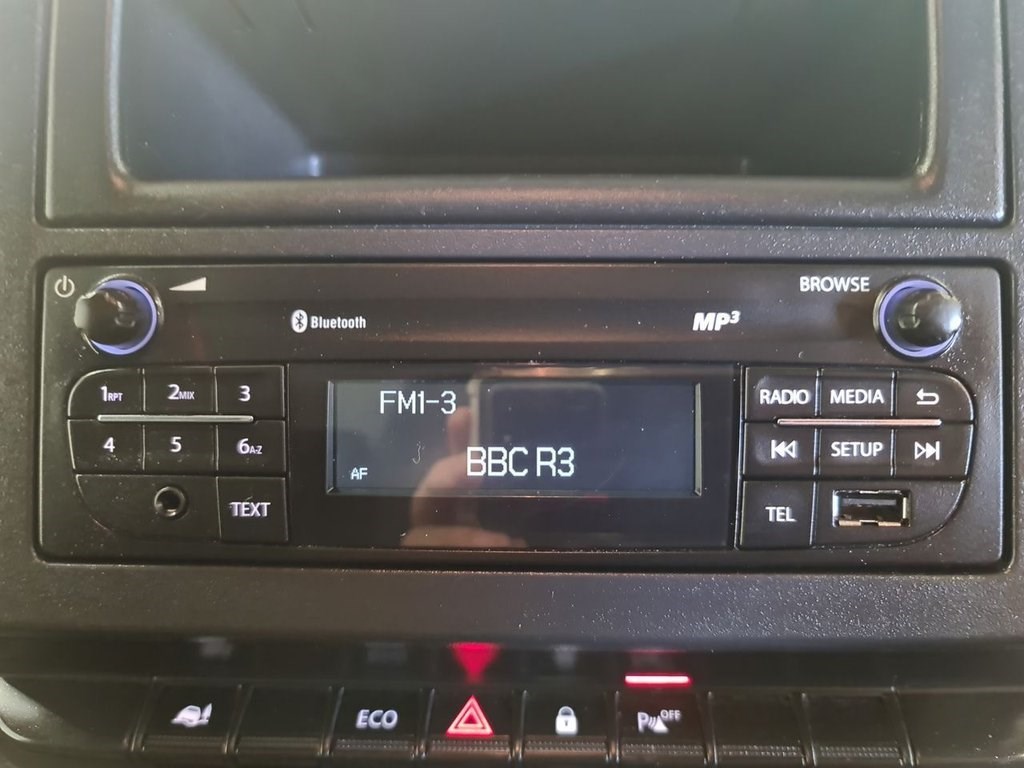 BROWSE
Bluetooth
MP3
1RPT 2MIX 3
RADIO MEDIA
FM1-3
4 5 6A-Z
SETUP
BBC R3
AF
TEXT
TEL
ECO
P OFF